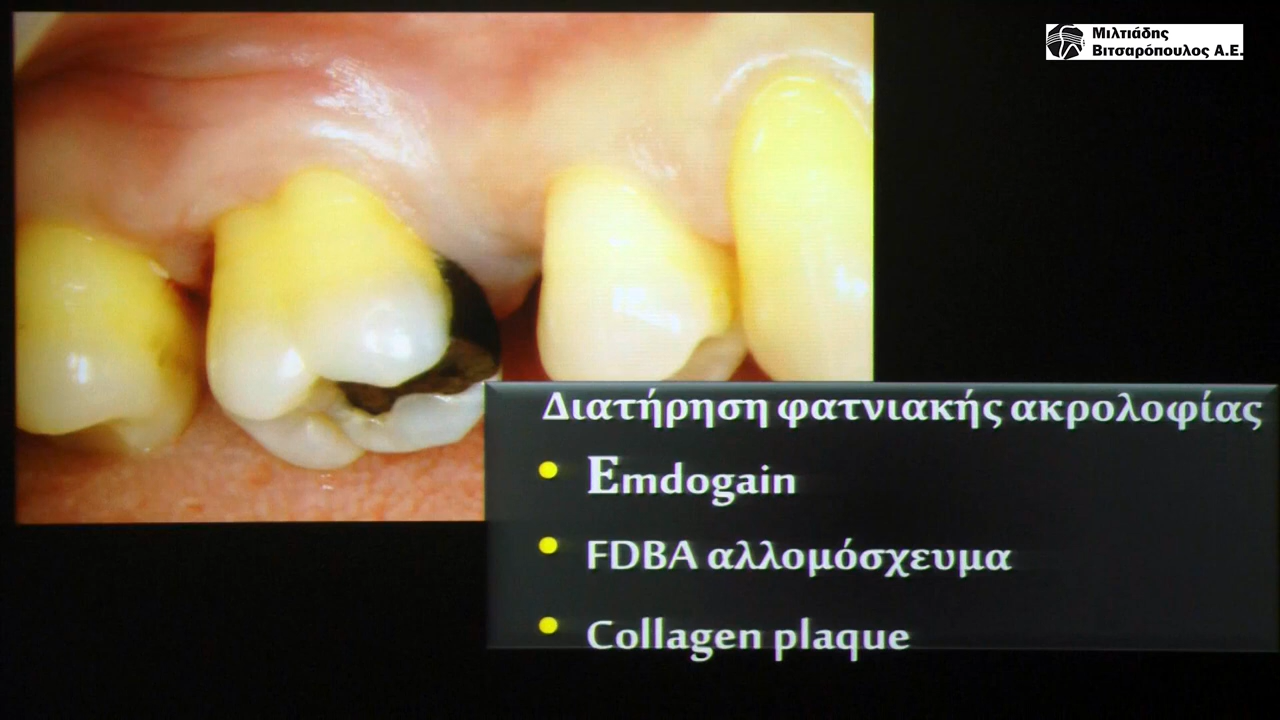 Μιλτιάδης
Βιτσαρόπουλος Α.Ε.
Διατήρηση φατνιακής ακρολοφίας
Emdogain
FDBA αλλομόσχευμα
Collagen plaque